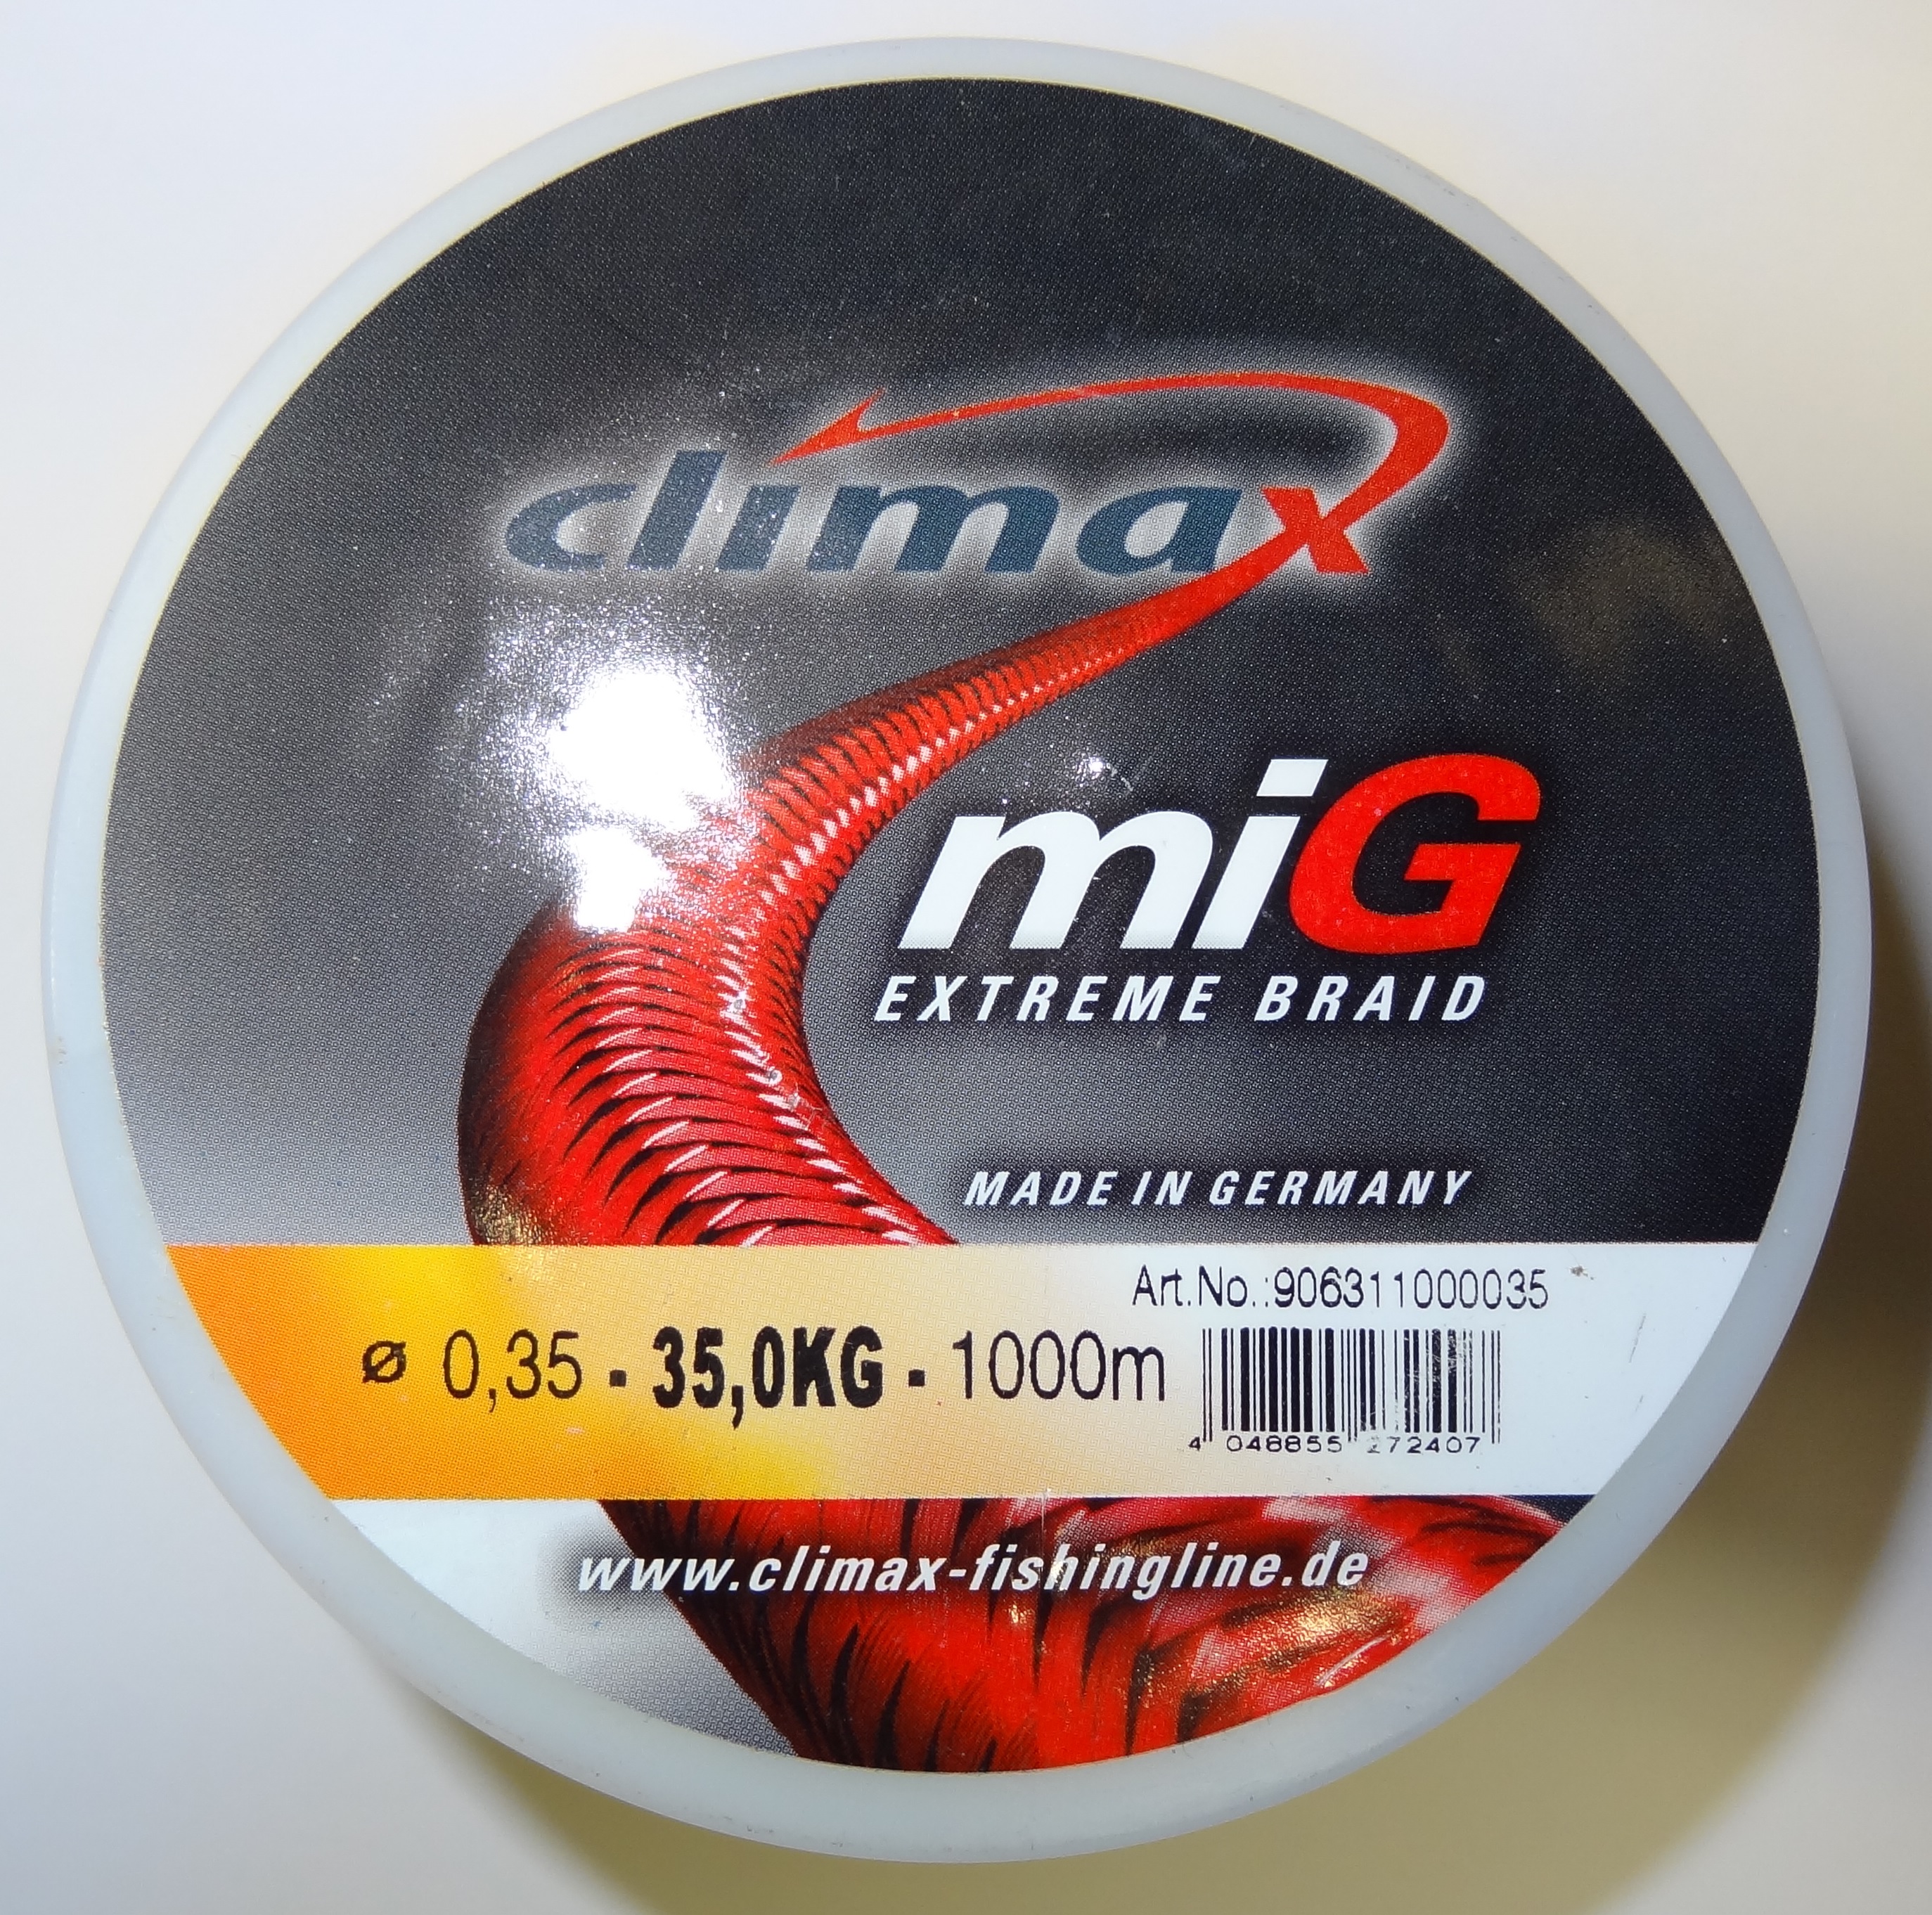 climax
miG
EXTREME BRAID
MADE IN GERMANY
Art.No.:906311000035
ø 0,35 - 35,0KG - 1000m
4 048855 272407
www.climax-fishingline.de